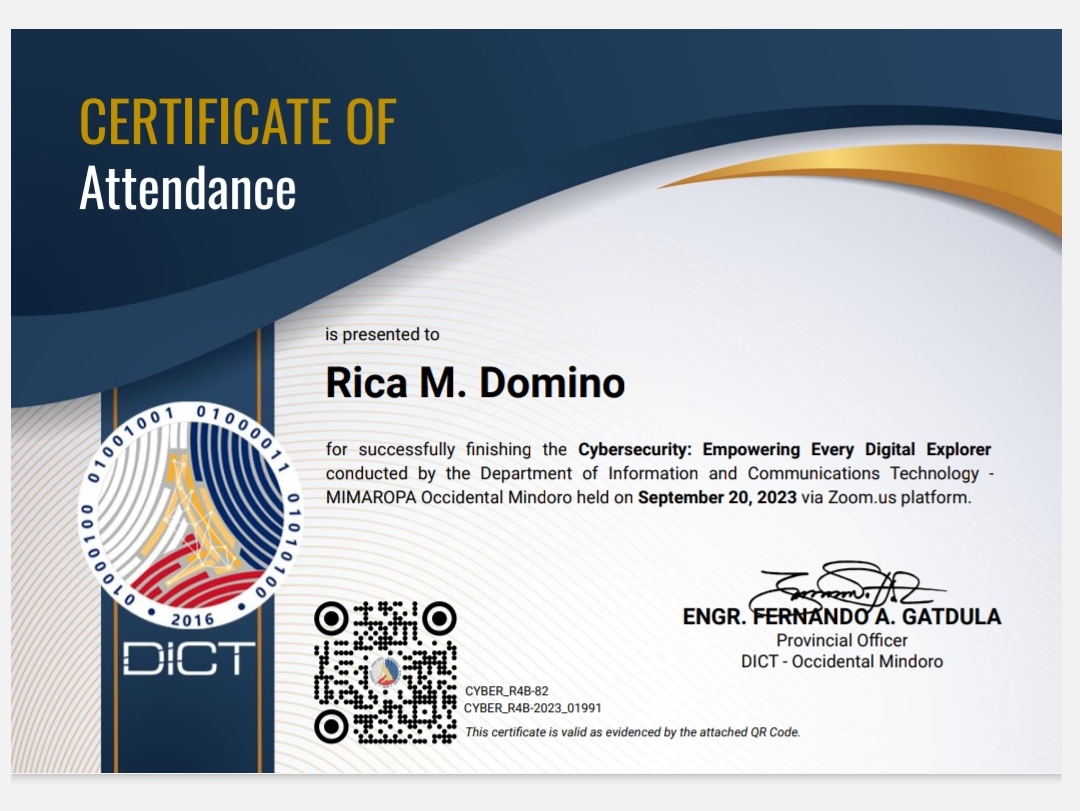 CERTIFICATE OF
Attendance
is presented to
Rica M. Domino
for successfully finishing the Cybersecurity: Empowering Every Digital Explorer
conducted by the Department of Information and Communications Technology -
MIMAROPA Occidental Mindoro held on September 20, 2023 via Zoom.us platform.
01000100 01001001 01000011 01010100
• 2016 •
DICT
ENGR. FERNANDO A. GATDULA
Provincial Officer
DICT - Occidental Mindoro
CYBER_R4B-82
CYBER_R4B-2023_01991
This certificate is valid as evidenced by the attached QR Code.